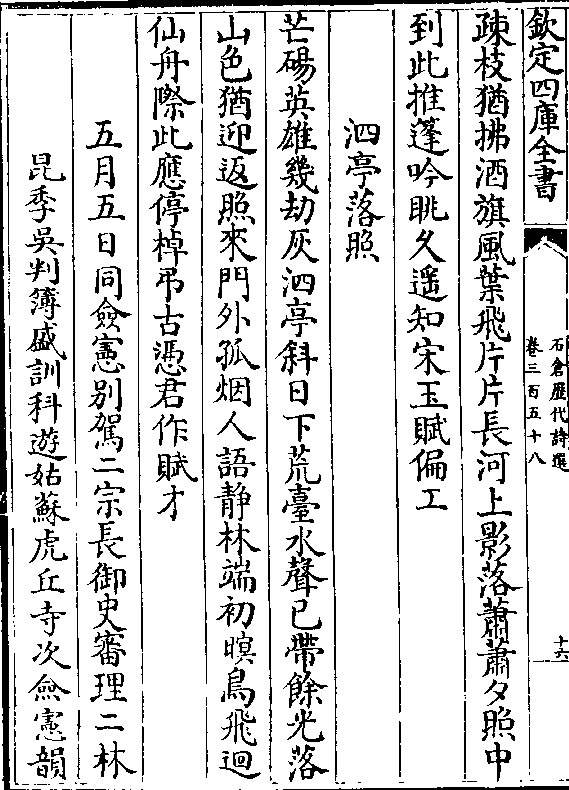 欽定四庫全書
石倉歷代詩選
卷三百五十八
十六
疎枝猶拂酒旗風葉飛片片長河上影落蕭蕭夕照中
到此推蓬吟眺久遥知宋玉賦偏工
泗亭落照
芒碭英雄幾劫灰泗亭斜日下荒臺水聲已帶餘光落
山色猶迎返照來門外孤烟人語静林端初暝鳥飛迴
仙舟際此應停棹弔古憑君作賦才
五月五日同僉憲别駕二宗長御史審理二林
昆季吳判簿盛訓科遊姑蘇虎丘寺次僉憲韻